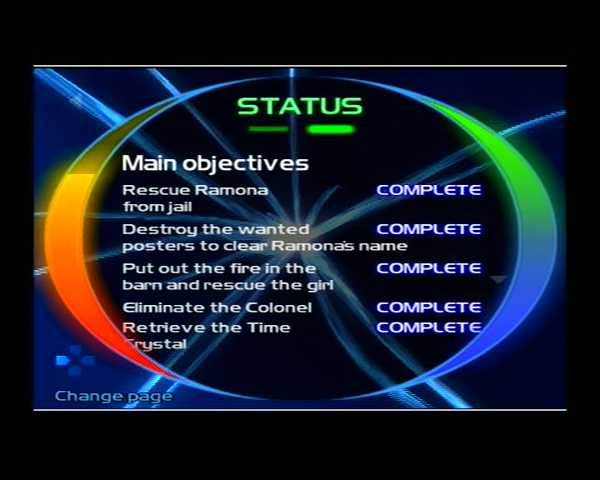 STATUS
Main objectives
Rescue Ramona COMPLETE
from jail
Destroy the wanted COMPLETE
posters to clear Ramona's name
Put out the fire in the COMPLETE
barn and rescue the girl
Eliminate the Colonel COMPLETE
Retrieve the Time COMPLETE
Crystal
Change page